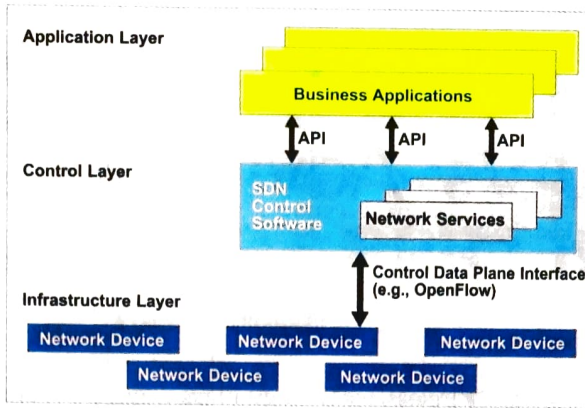 Application Layer
Business Applications
API API API
Control Layer
SDN
Control
Software
Network Services
Control Data Plane Interface
(e.g., OpenFlow)
Infrastructure Layer
Network Device Network Device Network Device
Network Device Network Device